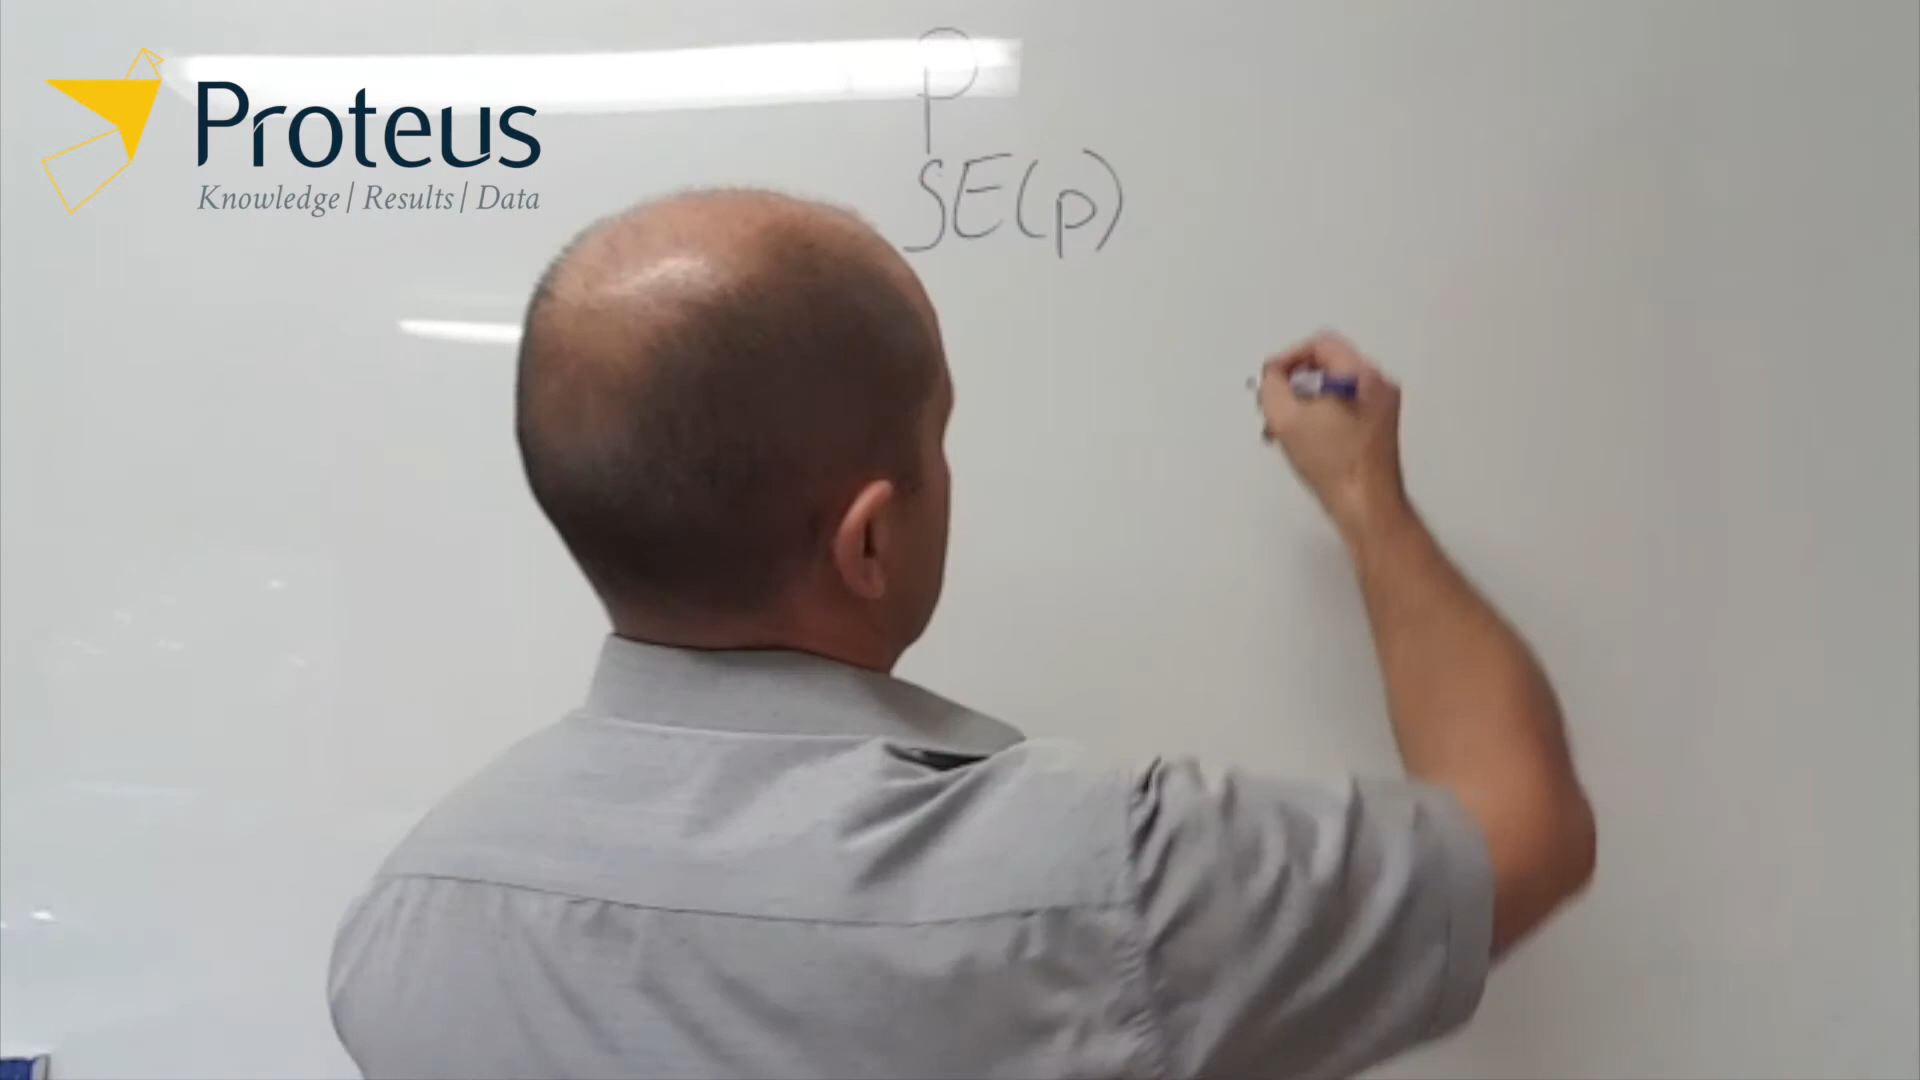 Proteus
Knowledge | Results | Data
P
SE(p)